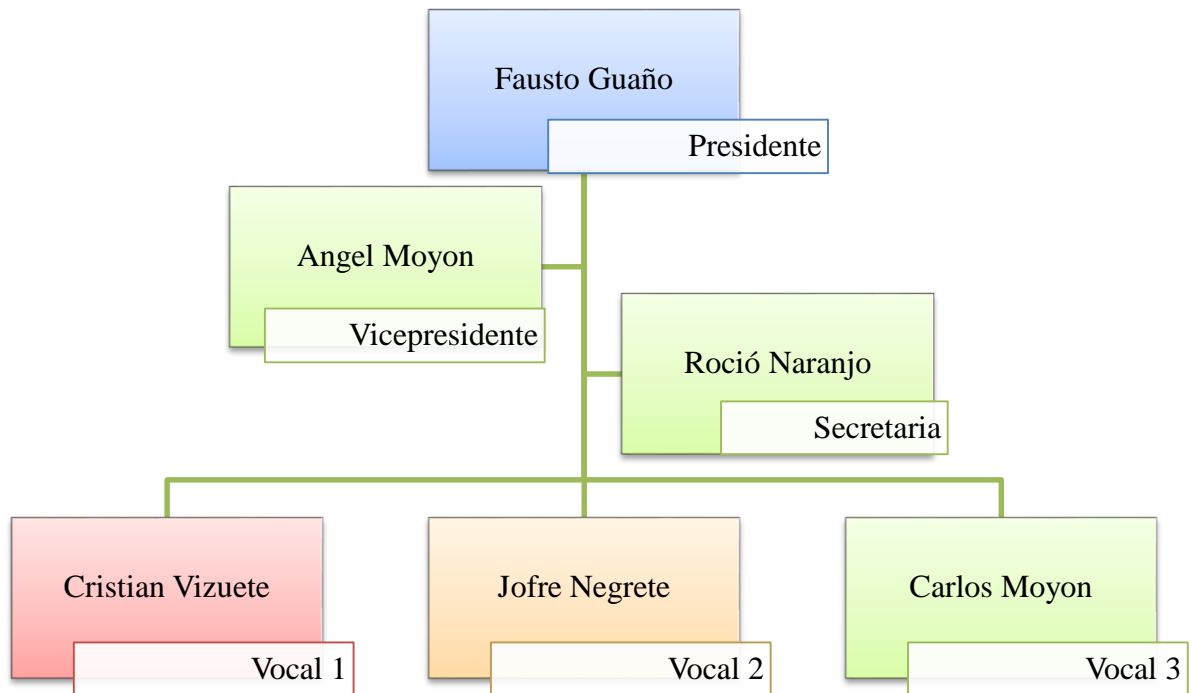 Fausto Guaño
Presidente
Angel Moyon
Vicepresidente
Roció Naranjo
Secretaria
Cristian Vizuete
Vocal 1
Jofre Negrete
Vocal 2
Carlos Moyon
Vocal 3